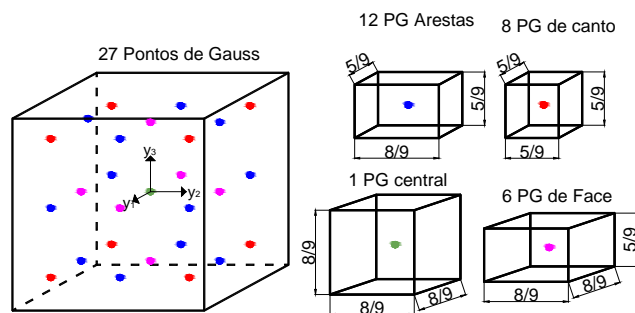 27 Pontos de Gauss
y₃
y₂
y₁
12 PG Arestas
5/9
5/9
8/9
8 PG de canto
5/9
5/9
5/9
1 PG central
8/9
8/9
8/9
6 PG de Face
5/9
8/9
8/9